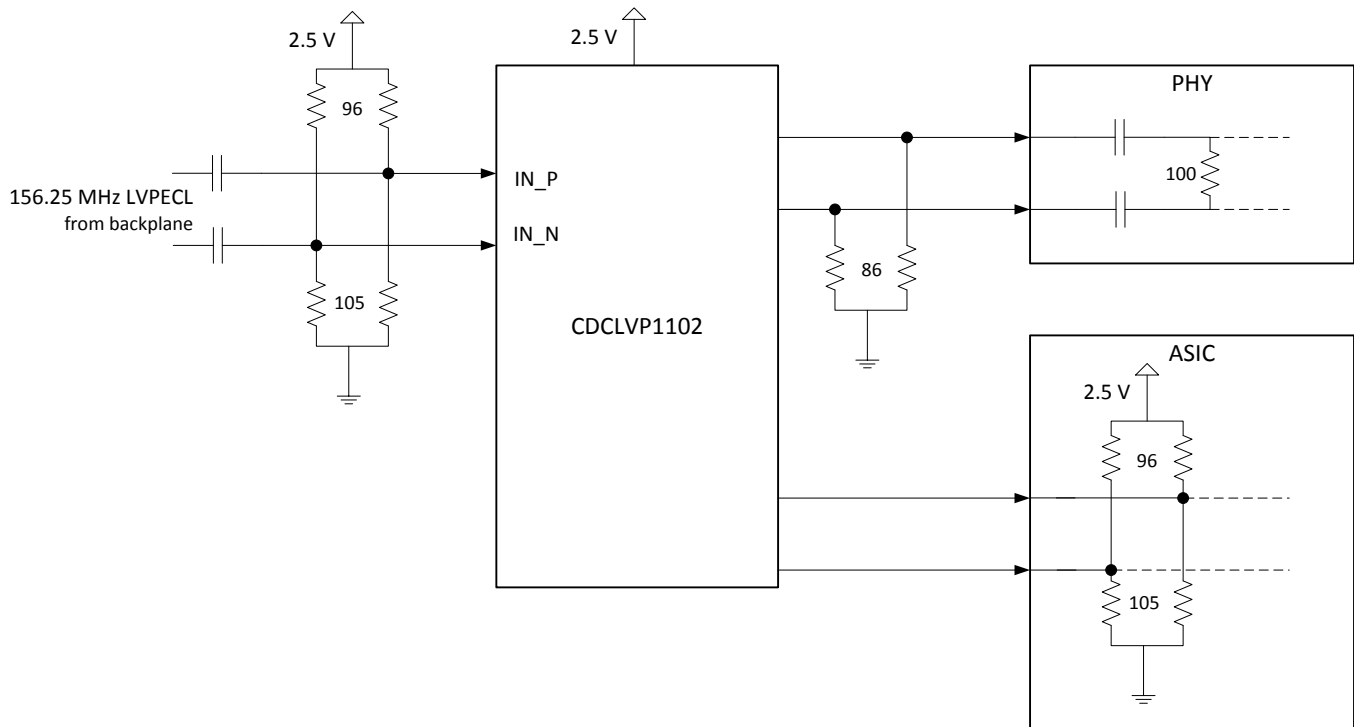 2.5 V
96
156.25 MHz LVPECL
from backplane
105
2.5 V
IN_P
IN_N
CDCLVP1102
86
PHY
100
ASIC
2.5 V
96
105